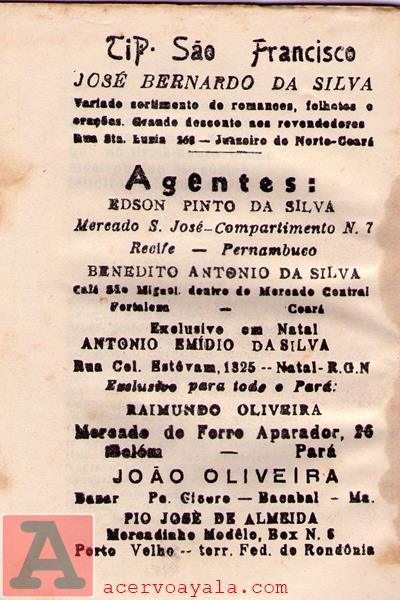 TIP. São Francisco
JOSÉ BERNARDO DA SILVA
Variado sortimento de romances, folhetos e
orações. Grande desconto aos revendedores
Rua Sta. Luzia 263 — Juazeiro do Norte-Ceará
Agentes:
EDSON PINTO DA SILVA
Mercado S. José-Compartimento N. 7
Recife — Pernambuco
BENEDITO ANTONIO DA SILVA
Café São Miguel, dentro do Mercado Central
Fortaleza — Ceará
Exclusivo em Natal
ANTONIO EMÍDIO DA SILVA
Rua Cel. Estêvam, 1325 -- Natal - R.G.N
Exclusivo para todo o Pará:
RAIMUNDO OLIVEIRA
Mercado de Ferro Aparador, 26
Belém — Pará
JOÃO OLIVEIRA
Bazar Pe. Cícero — Bacabal - Ma.
PIO JOSÉ DE ALMEIDA
Mercadinho Modêlo, Box N. 6
Porto Velho -- terr. Fed. de Rondônia
A
acervoayala.com